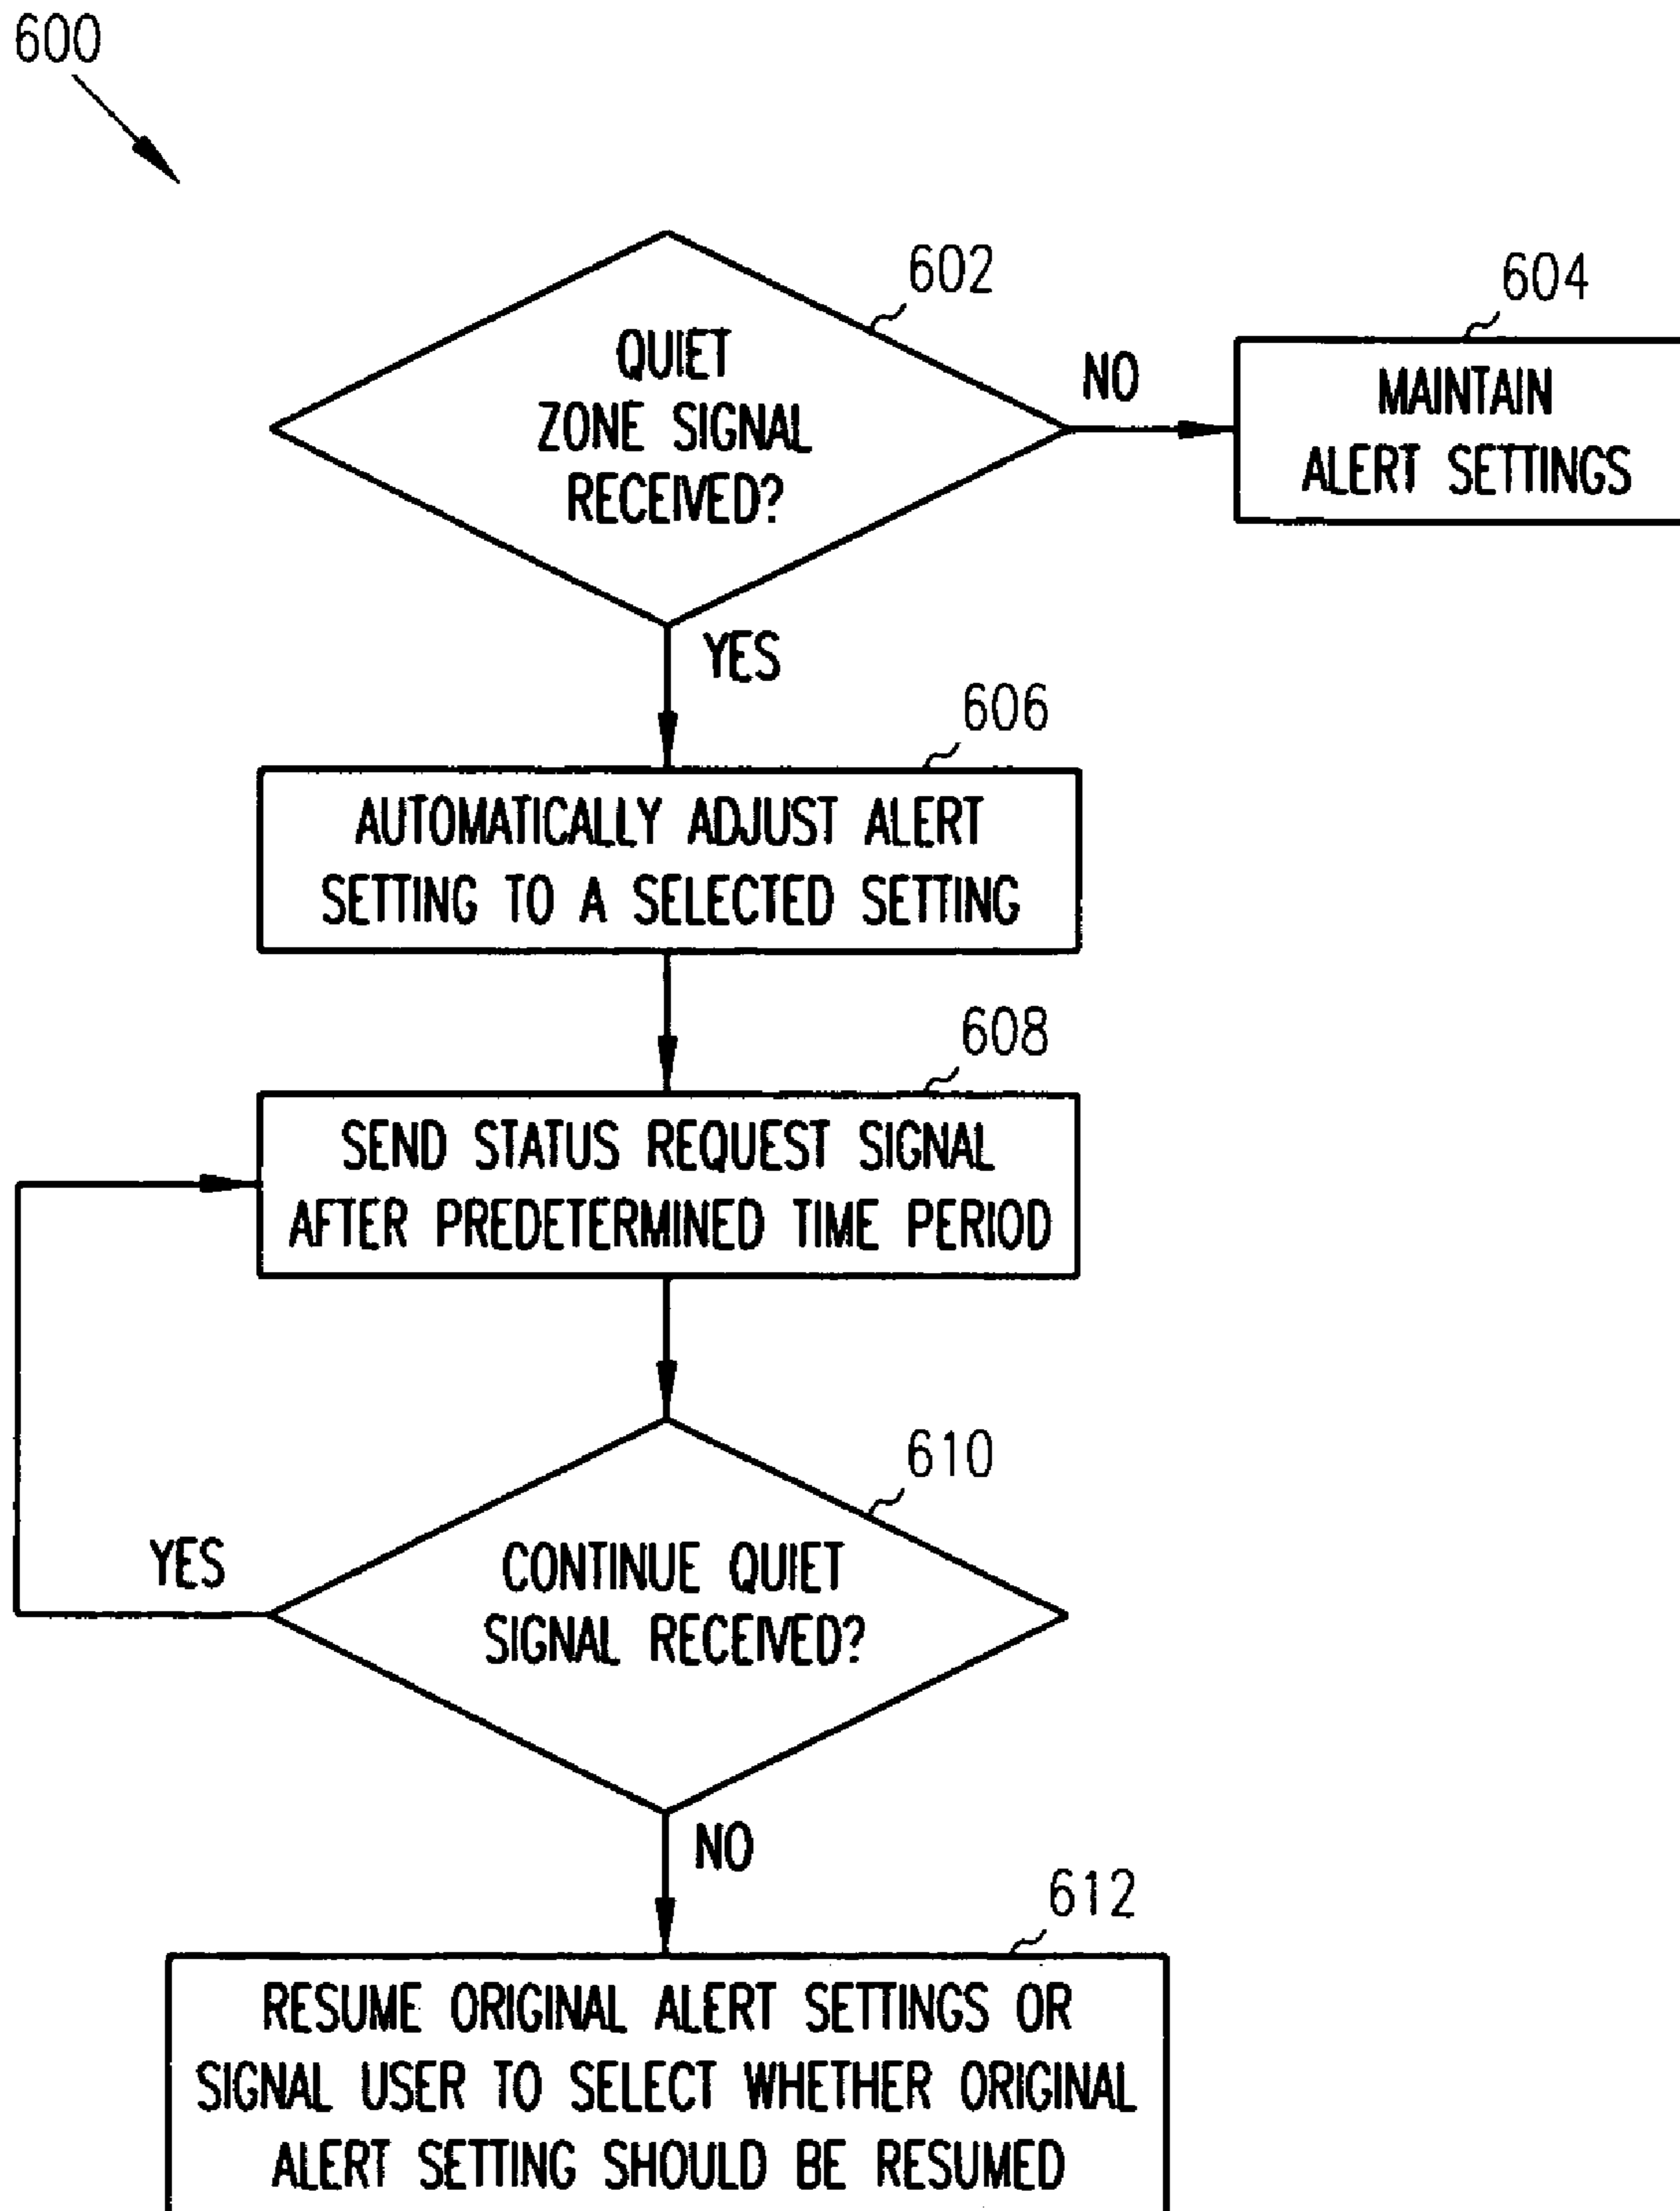 600
602
QUIET
ZONE SIGNAL
RECEIVED?
NO
604
MAINTAIN
ALERT SETTINGS
YES
606
AUTOMATICALLY ADJUST ALERT
SETTING TO A SELECTED SETTING
608
SEND STATUS REQUEST SIGNAL
AFTER PREDETERMINED TIME PERIOD
610
CONTINUE QUIET
SIGNAL RECEIVED?
YES
NO
612
RESUME ORIGINAL ALERT SETTINGS OR
SIGNAL USER TO SELECT WHETHER ORIGINAL
ALERT SETTING SHOULD BE RESUMED